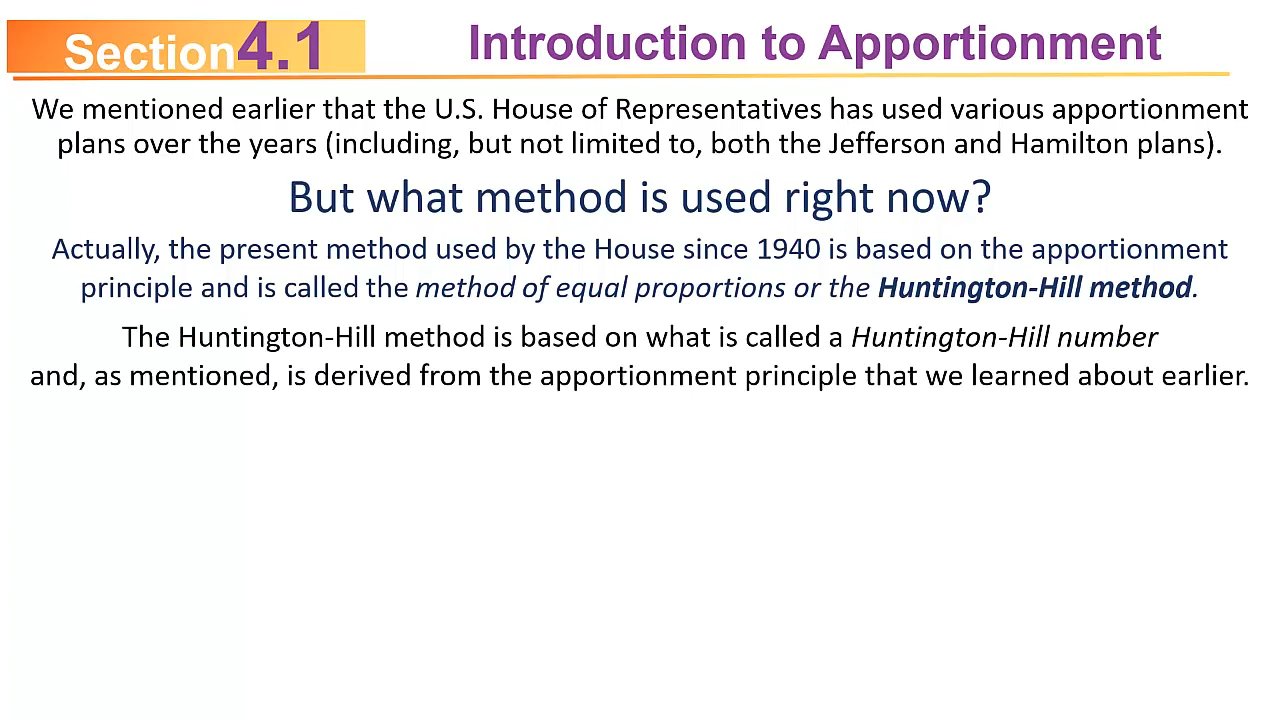 Section4.1
Introduction to Apportionment
We mentioned earlier that the U.S. House of Representatives has used various apportionment
plans over the years (including, but not limited to, both the Jefferson and Hamilton plans).
But what method is used right now?
Actually, the present method used by the House since 1940 is based on the apportionment
principle and is called the method of equal proportions or the Huntington-Hill method.
The Huntington-Hill method is based on what is called a Huntington-Hill number
and, as mentioned, is derived from the apportionment principle that we learned about earlier.